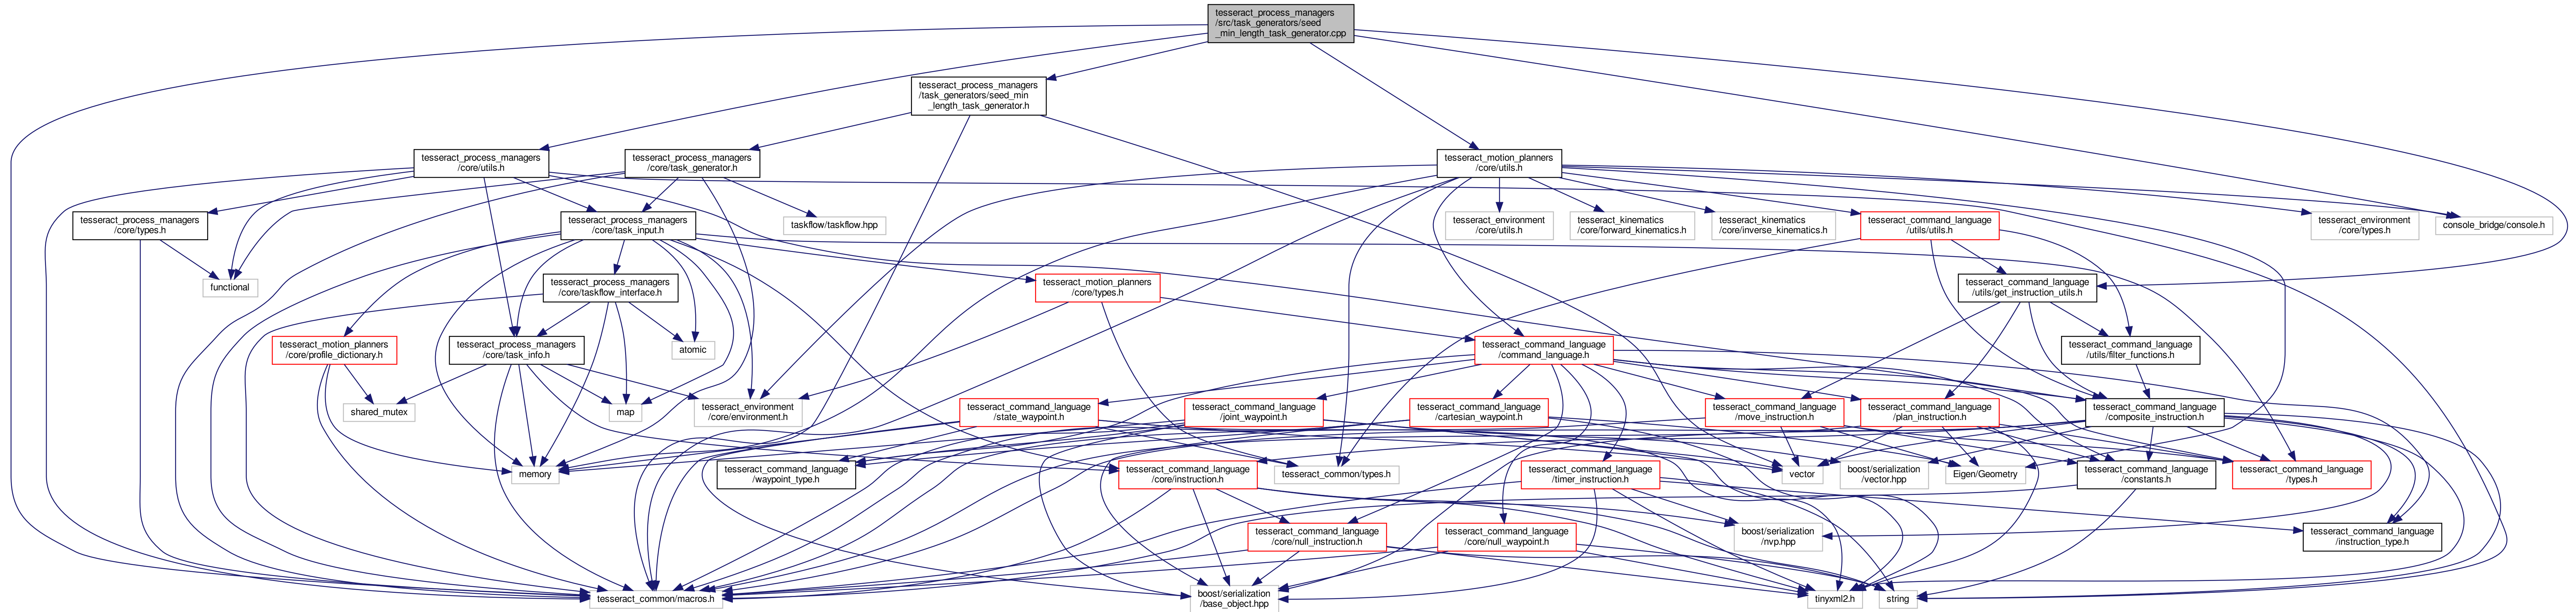 tesseract_process_managers
/src/task_generators/seed
_min_length_task_generator.cpp
tesseract_process_managers
/task_generators/seed_min
_length_task_generator.h
tesseract_process_managers
/core/utils.h
tesseract_process_managers
/core/task_generator.h
tesseract_motion_planners
/core/utils.h
tesseract_process_managers
/core/types.h
tesseract_process_managers
/core/task_input.h
taskflow/taskflow.hpp
tesseract_environment
/core/utils.h
tesseract_kinematics
/core/forward_kinematics.h
tesseract_kinematics
/core/inverse_kinematics.h
tesseract_command_language
/utils/utils.h
tesseract_environment
/core/types.h
console_bridge/console.h
functional
tesseract_process_managers
/core/taskflow_interface.h
tesseract_motion_planners
/core/types.h
tesseract_command_language
/utils/get_instruction_utils.h
tesseract_motion_planners
/core/profile_dictionary.h
tesseract_process_managers
/core/task_info.h
atomic
tesseract_command_language
/command_language.h
tesseract_command_language
/utils/filter_functions.h
shared_mutex
map
tesseract_environment
/core/environment.h
tesseract_command_language
/state_waypoint.h
tesseract_command_language
/joint_waypoint.h
tesseract_command_language
/cartesian_waypoint.h
tesseract_command_language
/move_instruction.h
tesseract_command_language
/plan_instruction.h
tesseract_command_language
/composite_instruction.h
memory
tesseract_command_language
/waypoint_type.h
tesseract_command_language
/core/instruction.h
tesseract_common/types.h
tesseract_command_language
/timer_instruction.h
vector
boost/serialization
/vector.hpp
Eigen/Geometry
tesseract_command_language
/constants.h
tesseract_command_language
/types.h
tesseract_command_language
/core/null_instruction.h
tesseract_command_language
/core/null_waypoint.h
boost/serialization
/nvp.hpp
tesseract_command_language
/instruction_type.h
tesseract_common/macros.h
boost/serialization
/base_object.hpp
tinyxml2.h
string